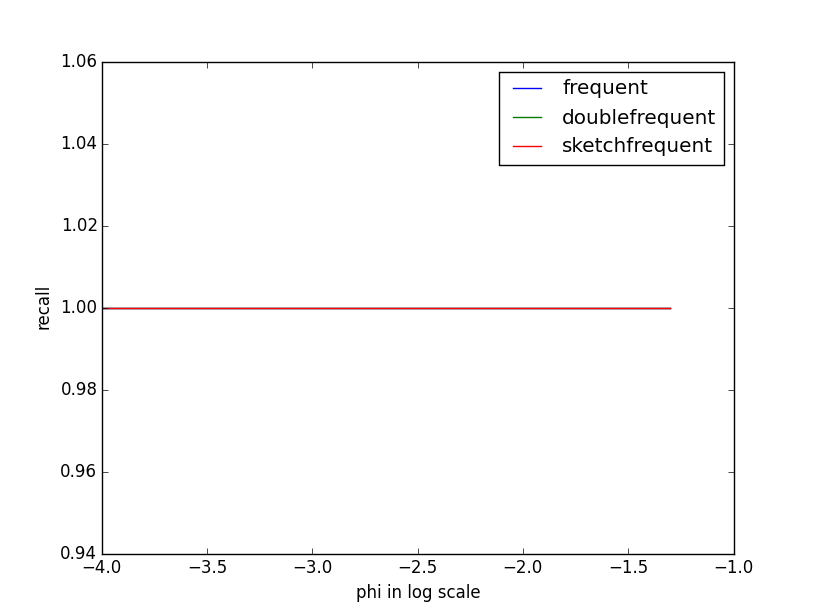 1.06
1.04
1.02
1.00
0.98
0.96
0.94
recall
frequent
doublefrequent
sketchfrequent
−4.0 −3.5 −3.0 −2.5 −2.0 −1.5 −1.0
phi in log scale